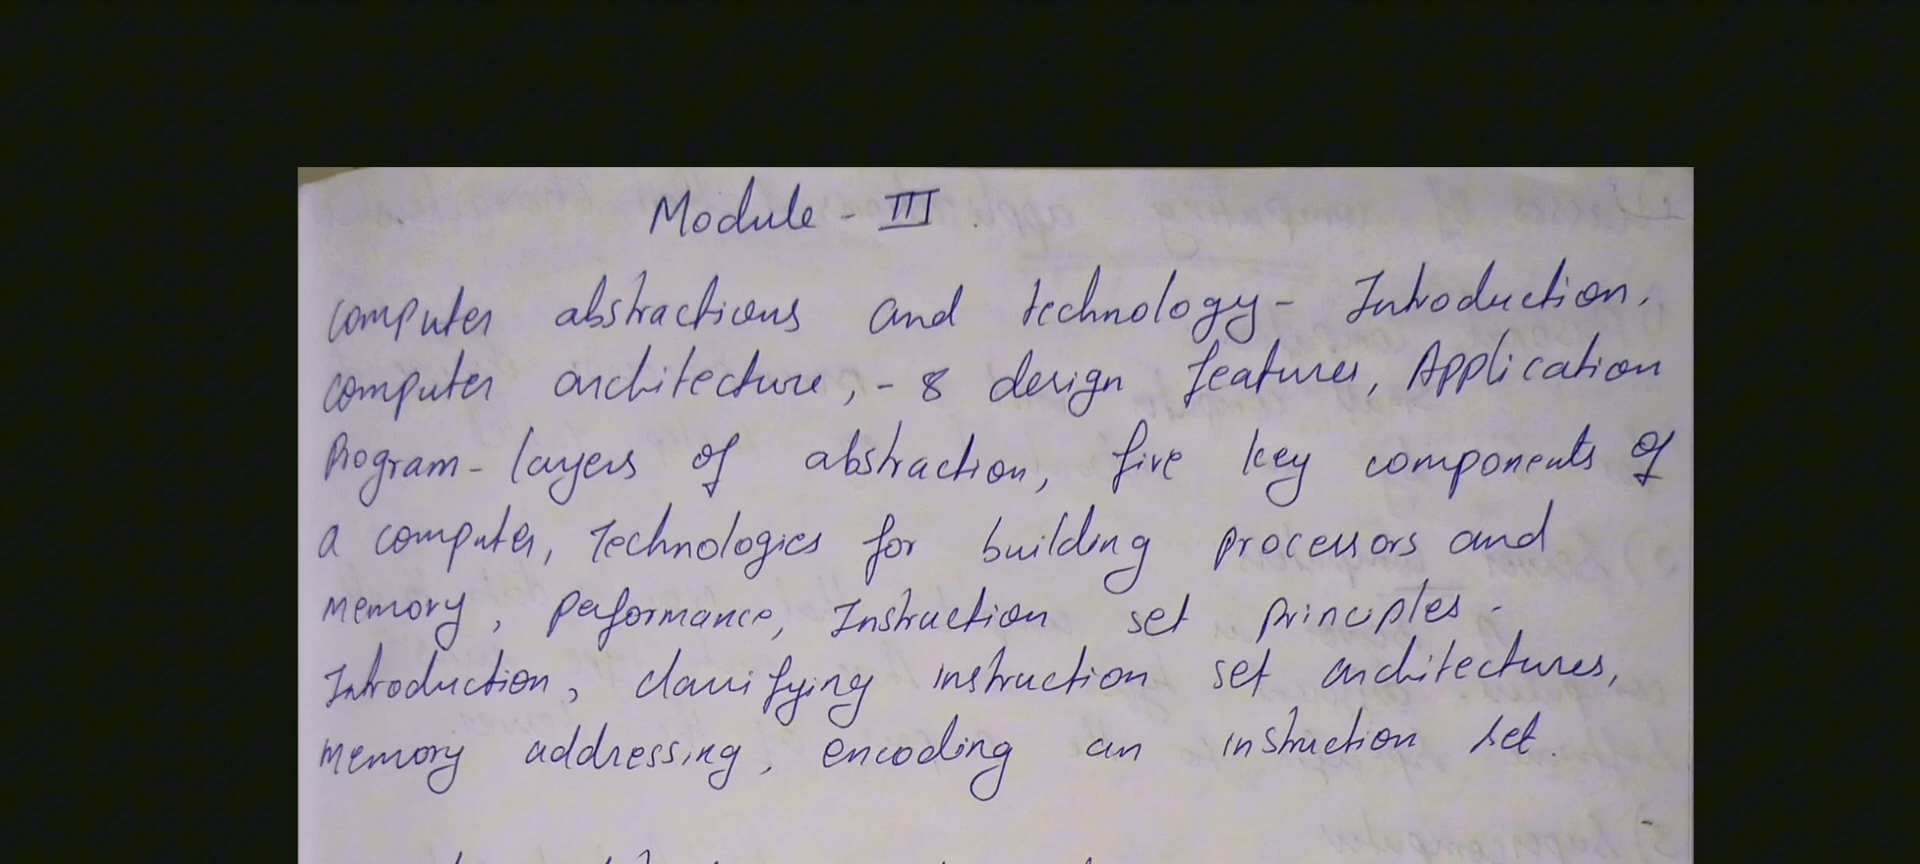 Module - III.
computer abstractions and technology - Introduction,
computer architecture, - 8 design features, Application
Program - layers of abstraction, five key components of
a computer, Technologies for building processors and
memory, performance, Instruction set principles -
Introduction, classifying instruction set architectures,
memory addressing, encoding an instruction set.